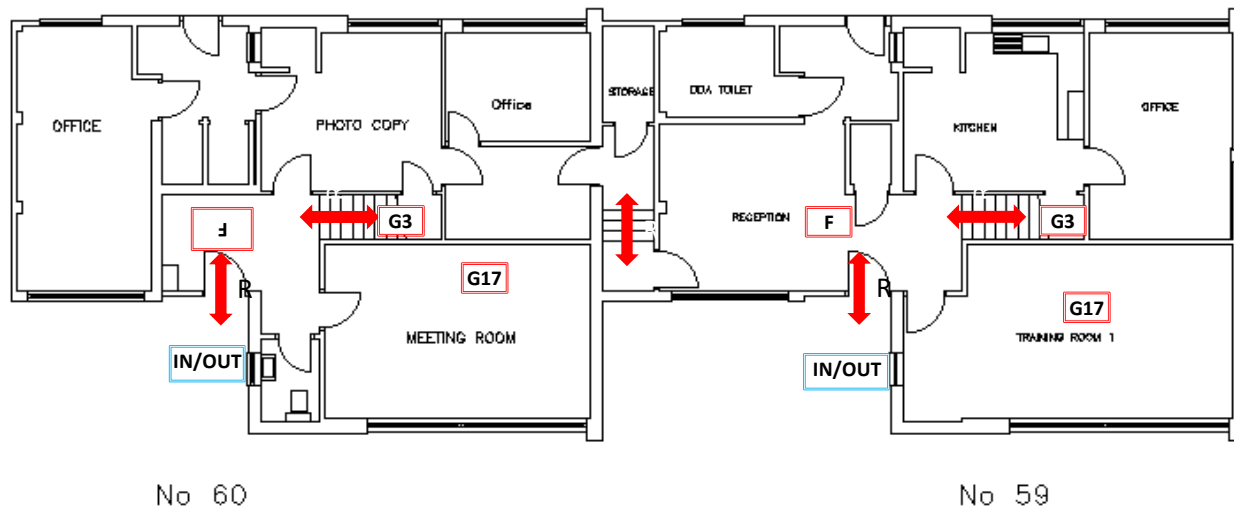 STORAGE
DDA TOILET
Office
OFFICE
OFFICE
PHOTO COPY
KITCHEN
F
G3
RECEPTION
F
G3
G17
R
R
G17
MEETING ROOM
TRAINING ROOM 1
IN/OUT
IN/OUT
No 60
No 59